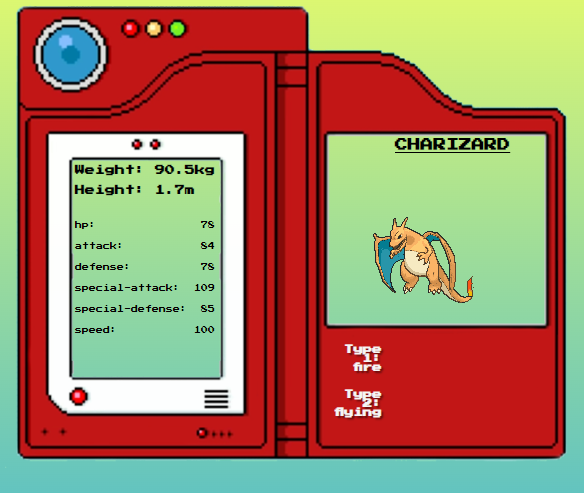 Weight: 90.5kg
Height: 1.7m
hp: 78
attack: 84
defense: 78
special-attack: 109
special-defense: 85
speed: 100
CHARIZARD
Type
1:
fire
Type
2:
flying